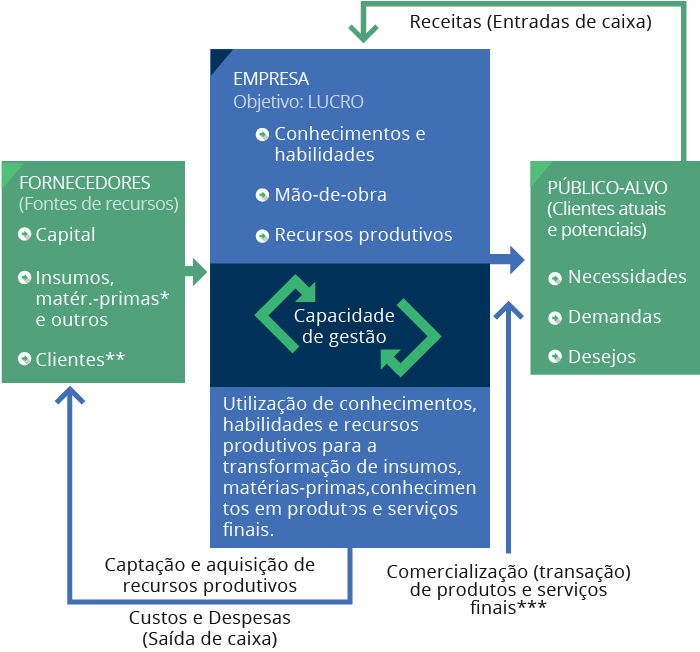 Receitas (Entradas de caixa)
EMPRESA
Objetivo: LUCRO
Conhecimentos e
habilidades
Mão-de-obra
Recursos produtivos
FORNECEDORES
(Fontes de recursos)
Capital
Insumos,
matér.-primas*
e outros
Clientes**
PÚBLICO-ALVO
(Clientes atuais
e potenciais)
Necessidades
Demandas
Desejos
Capacidade
de gestão
Utilização de conhecimentos,
habilidades e recursos
produtivos para a
transformação de insumos,
matérias-primas,conhecimen
tos em produtos e serviços
finais.
Captação e aquisição de
recursos produtivos
Custos e Despesas
(Saída de caixa)
Comercialização (transação)
de produtos e serviços
finais***